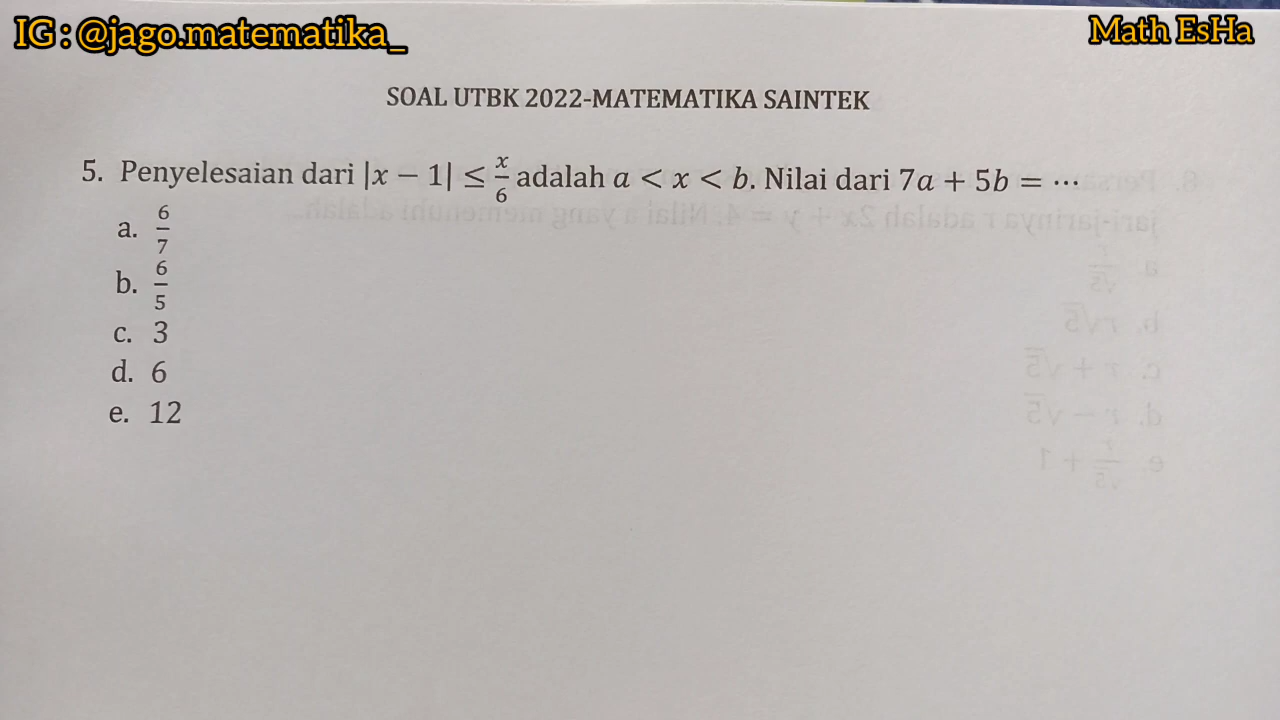 IG : @jago.matematika_
Math EsHa
SOAL UTBK 2022-MATEMATIKA SAINTEK
5. Penyelesaian dari |x − 1| ≤ x/6 adalah a < x < b. Nilai dari 7a + 5b = ⋯
a. 6/7
b. 6/5
c. 3
d. 6
e. 12